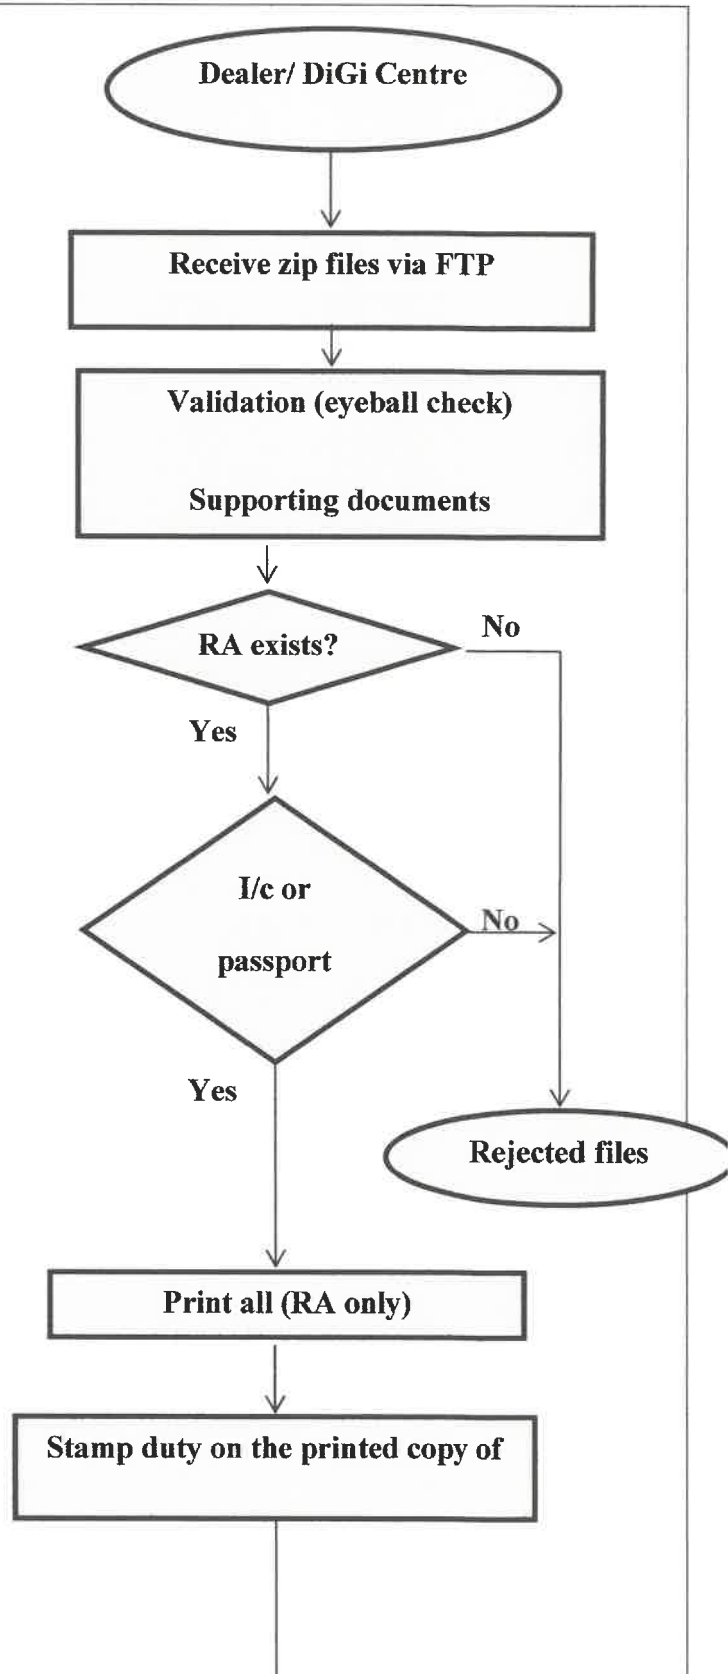 Dealer/ DiGi Centre
Receive zip files via FTP
Validation (eyeball check)
Supporting documents
RA exists?
No
Yes
I/c or
passport
No
Yes
Rejected files
Print all (RA only)
Stamp duty on the printed copy of